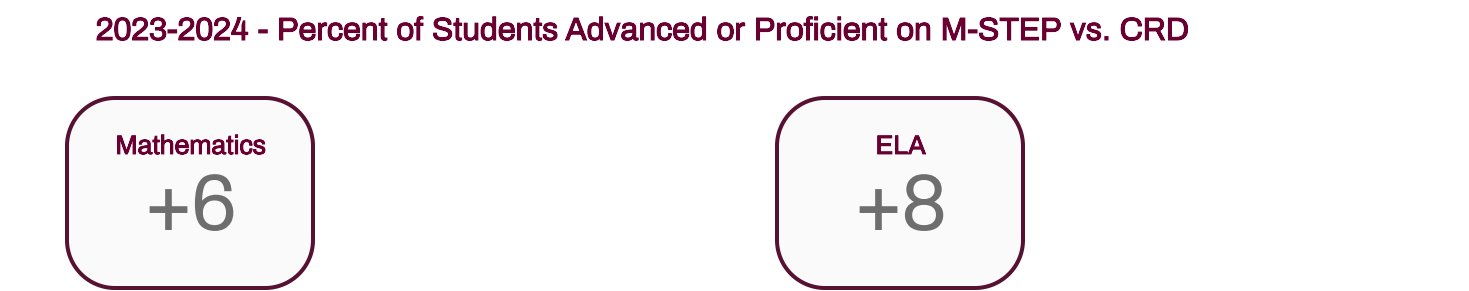 2023-2024 - Percent of Students Advanced or Proficient on M-STEP vs. CRD
Mathematics
+6
ELA
+8